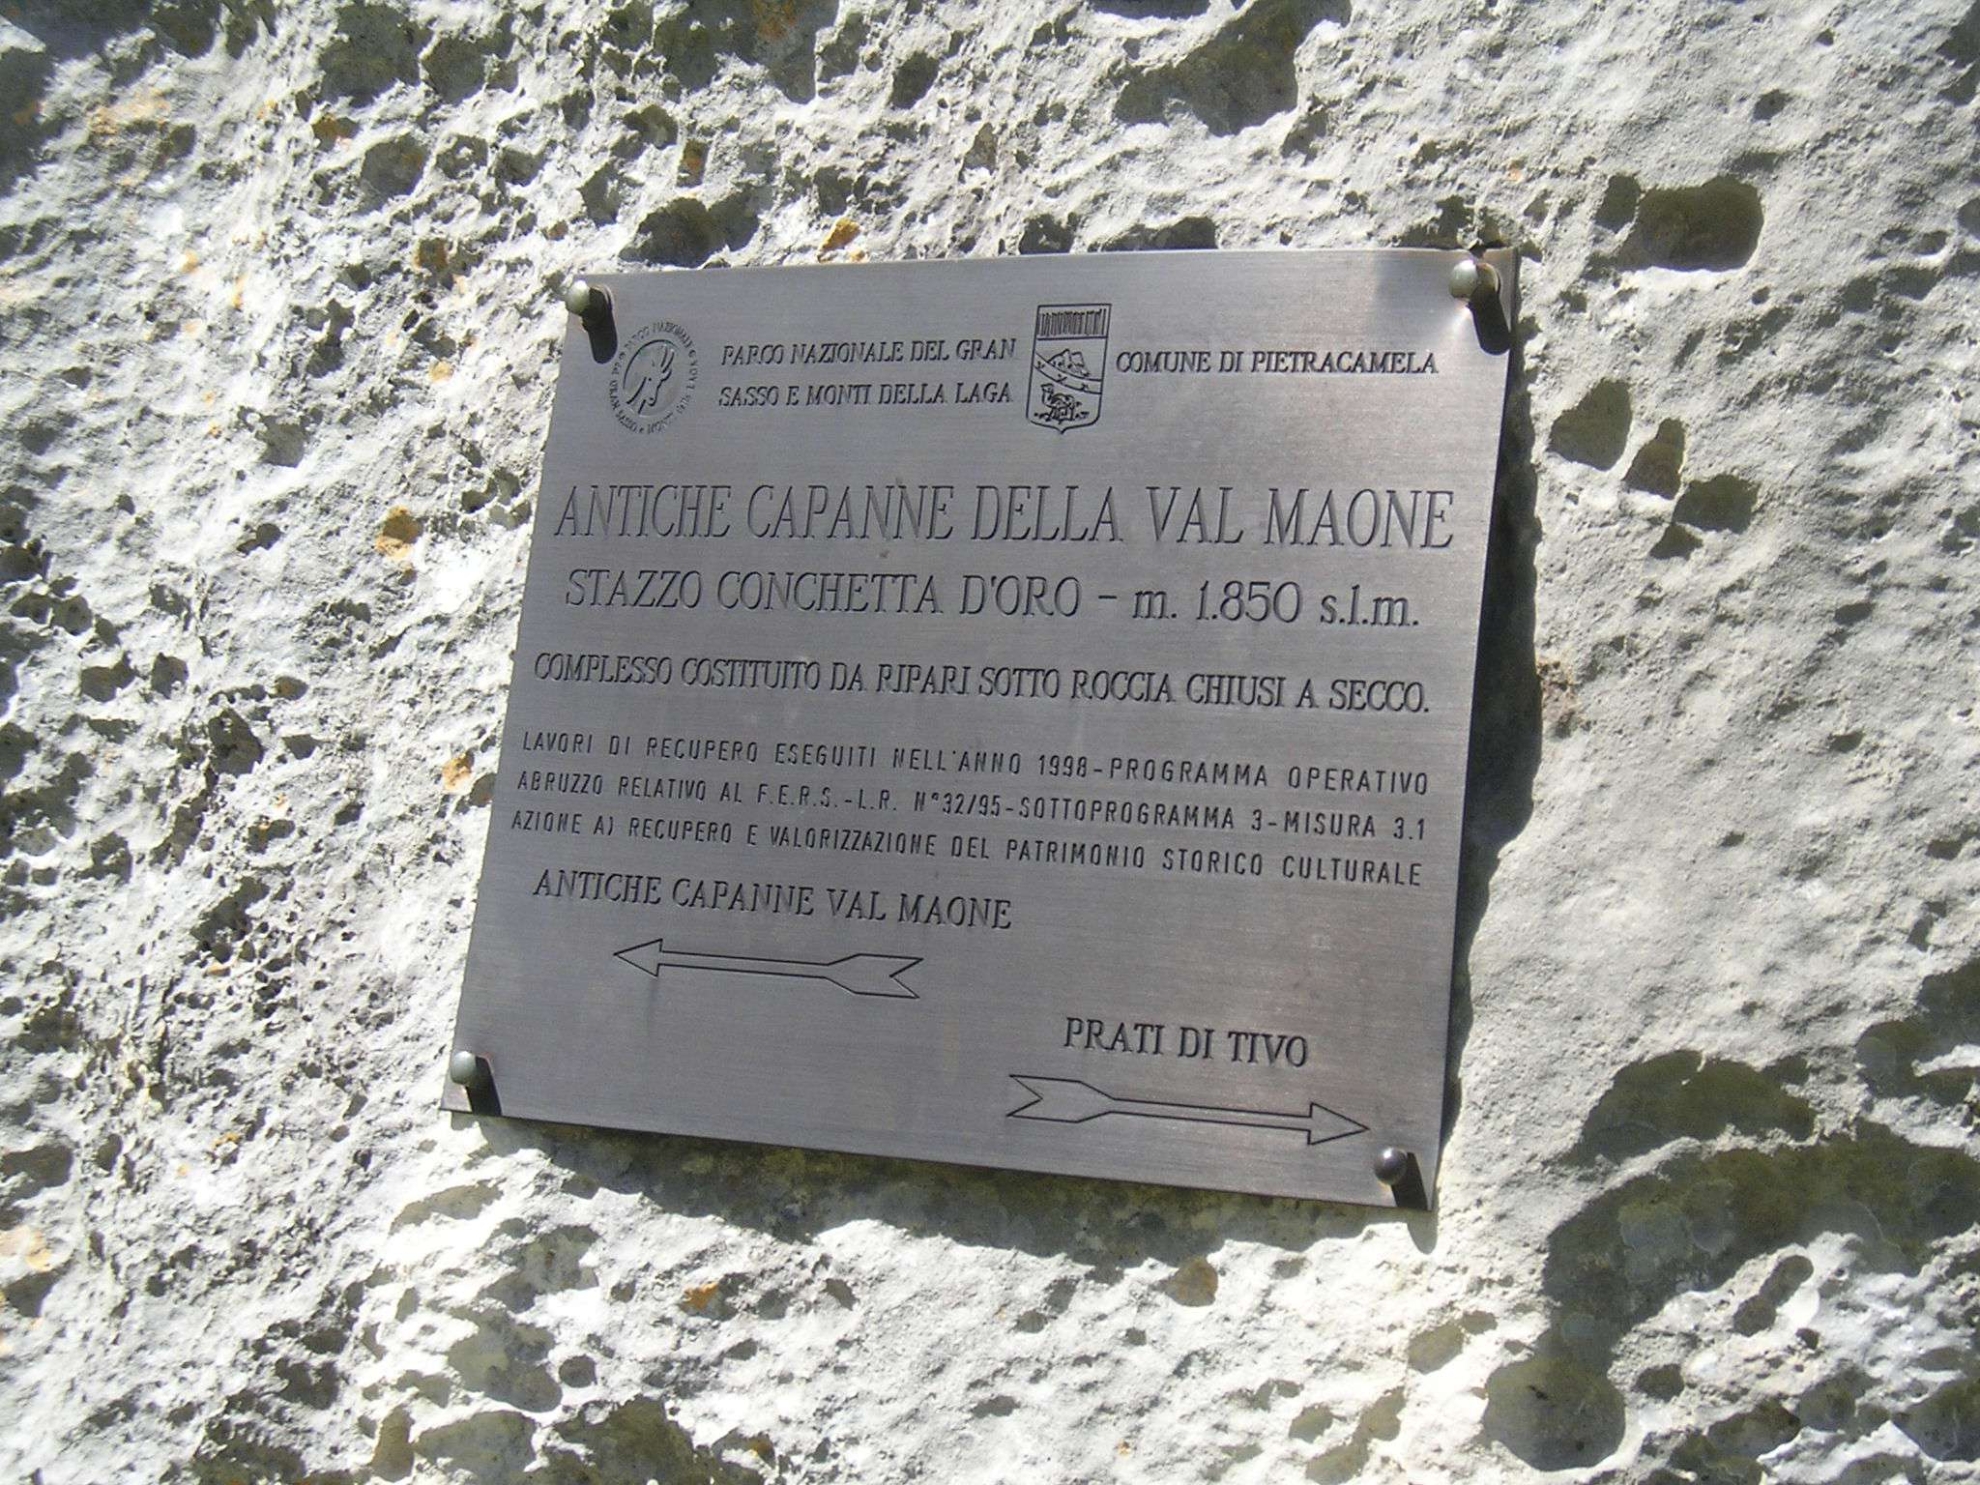 PARCO NAZIONALE DEL GRAN
SASSO E MONTI DELLA LAGA
COMUNE DI PIETRACAMELA
ANTICHE CAPANNE DELLA VAL MAONE
STAZZO CONCHETTA D'ORO - m. 1.850 s.l.m.
COMPLESSO COSTITUITO DA RIPARI SOTTO ROCCIA CHIUSI A SECCO.
LAVORI DI RECUPERO ESEGUITI NELL'ANNO 1998-PROGRAMMA OPERATIVO
ABRUZZO RELATIVO AL F.E.R.S.-L.R. N°32/95-SOTTOPROGRAMMA 3-MISURA 3.1
AZIONE A) RECUPERO E VALORIZZAZIONE DEL PATRIMONIO STORICO CULTURALE
ANTICHE CAPANNE VAL MAONE
PRATI DI TIVO